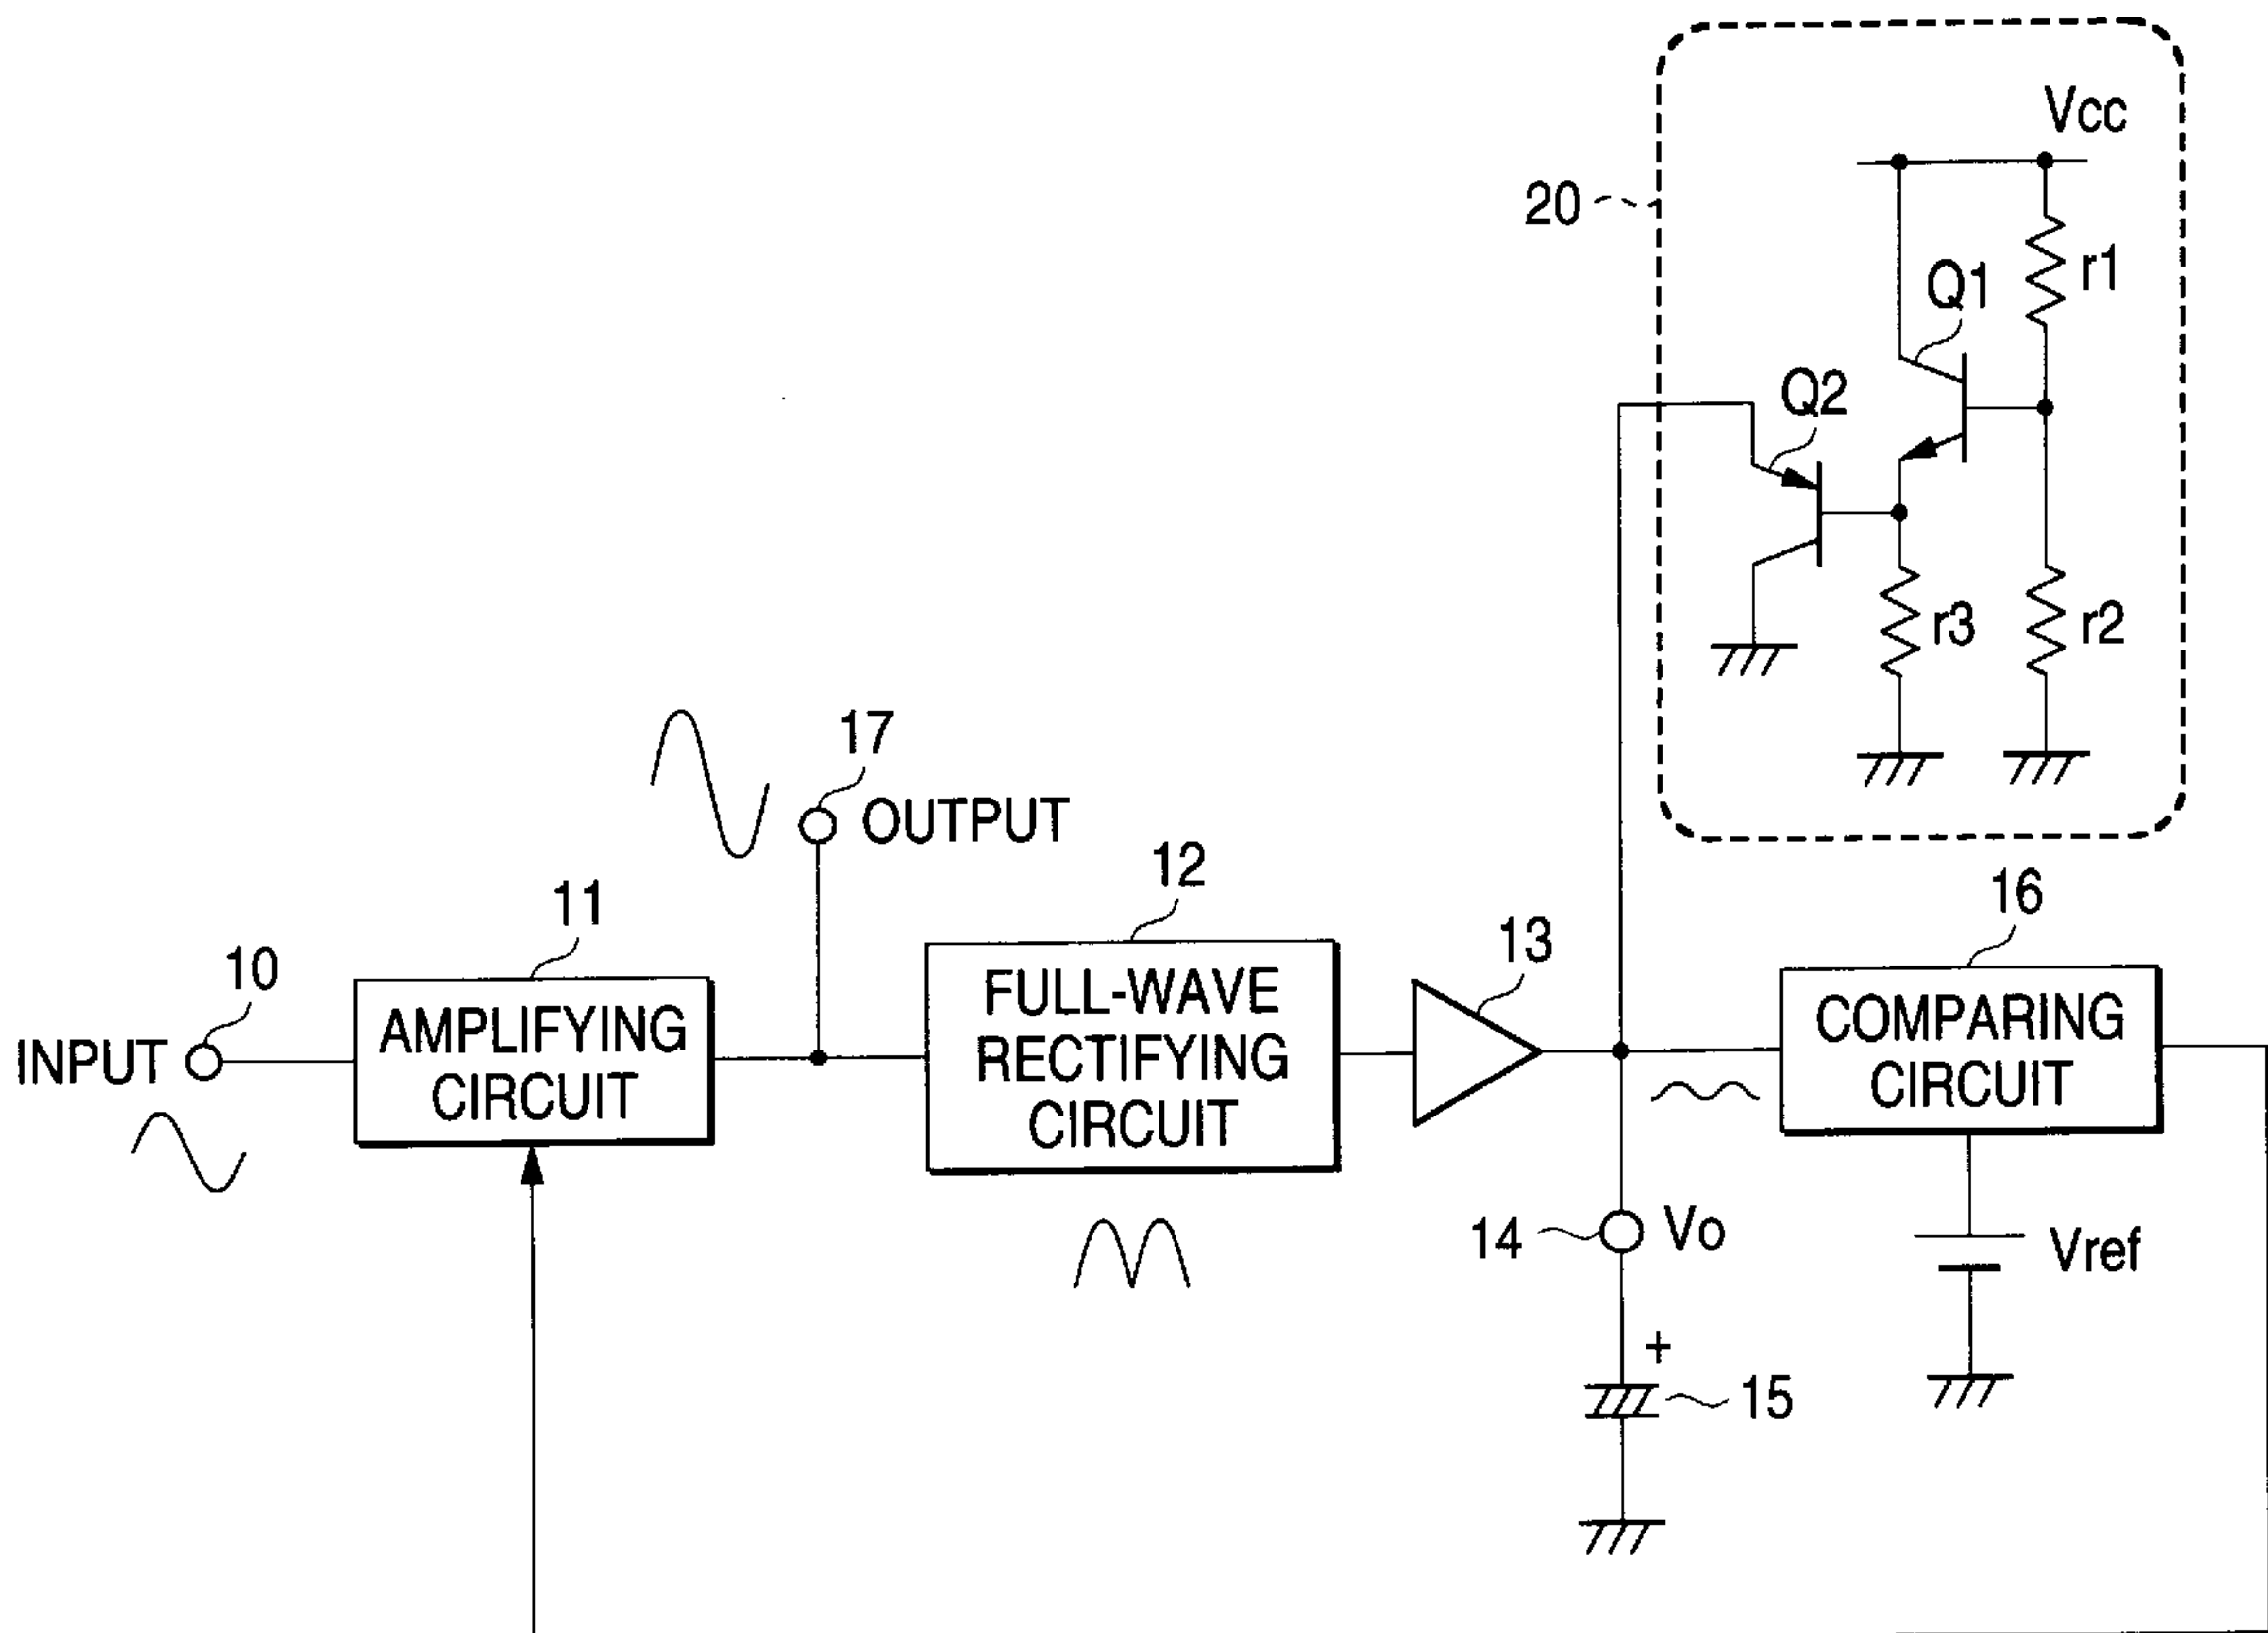 Vcc
20
r1
Q1
Q2
r3
r2
17
OUTPUT
12
11
16
10
13
FULL-WAVE
RECTIFYING
CIRCUIT
AMPLIFYING
CIRCUIT
COMPARING
CIRCUIT
INPUT
14
Vo
Vref
+
15